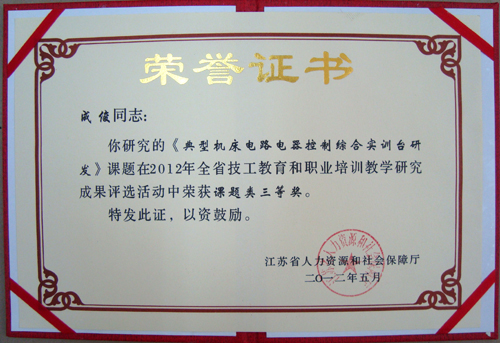 荣誉证书
成俊同志：
你研究的《典型机床电路电器控制综合实训台研
发》课题在2012年全省技工教育和职业培训教学研究
成果评选活动中荣获课题类三等奖。
特发此证，以资鼓励。
江苏省人力资源和社会保障厅
二〇一二年五月